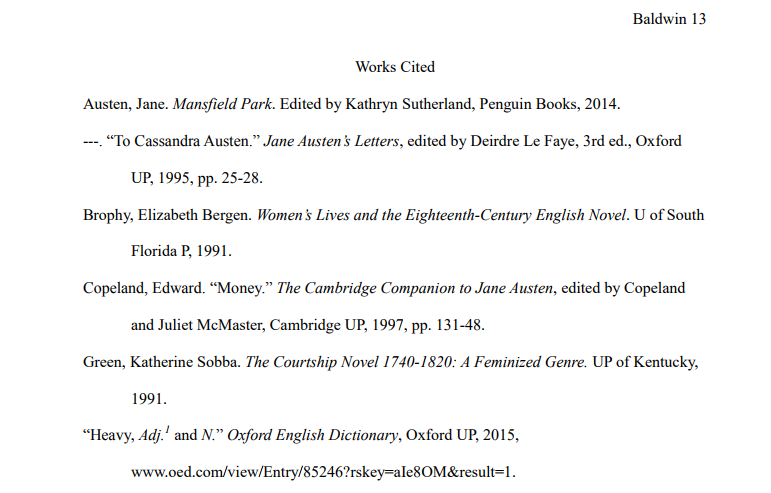 Baldwin 13
Works Cited
Austen, Jane. Mansfield Park. Edited by Kathryn Sutherland, Penguin Books, 2014.
---. “To Cassandra Austen.” Jane Austen’s Letters, edited by Deirdre Le Faye, 3rd ed., Oxford
UP, 1995, pp. 25-28.
Brophy, Elizabeth Bergen. Women’s Lives and the Eighteenth-Century English Novel. U of South
Florida P, 1991.
Copeland, Edward. “Money.” The Cambridge Companion to Jane Austen, edited by Copeland
and Juliet McMaster, Cambridge UP, 1997, pp. 131-48.
Green, Katherine Sobba. The Courtship Novel 1740-1820: A Feminized Genre. UP of Kentucky,
1991.
“Heavy, Adj.¹ and N.” Oxford English Dictionary, Oxford UP, 2015,
www.oed.com/view/Entry/85246?rskey=aIe8OM&result=1.